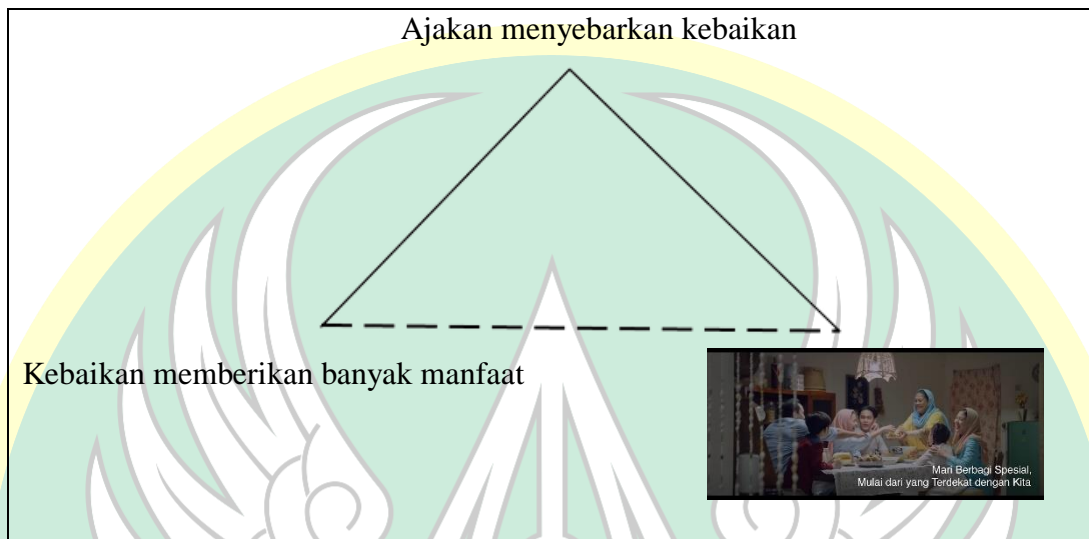 Ajakan menyebarkan kebaikan
Kebaikan memberikan banyak manfaat
Mari Berbagi Spesial,
Mulai dari yang Terdekat dengan Kita